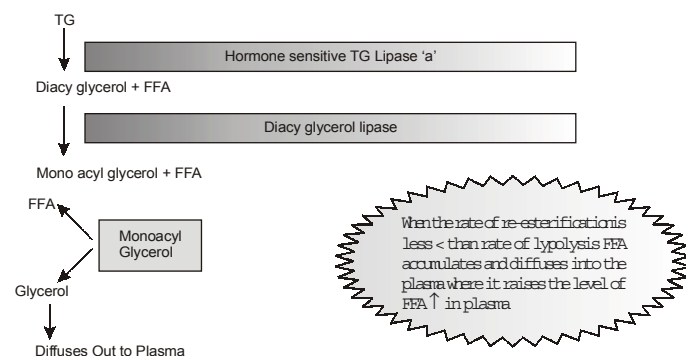 TG
Hormone sensitive TG Lipase ‘a’
Diacy glycerol + FFA
Diacy glycerol lipase
Mono acyl glycerol + FFA
FFA
Monoacyl
Glycerol
Glycerol
Diffuses Out to Plasma
When the rate of re-esterification is
less < than rate of lypolysis FFA
accumulates and diffuses into the
plasma where it raises the level of
FFA ↑ in plasma